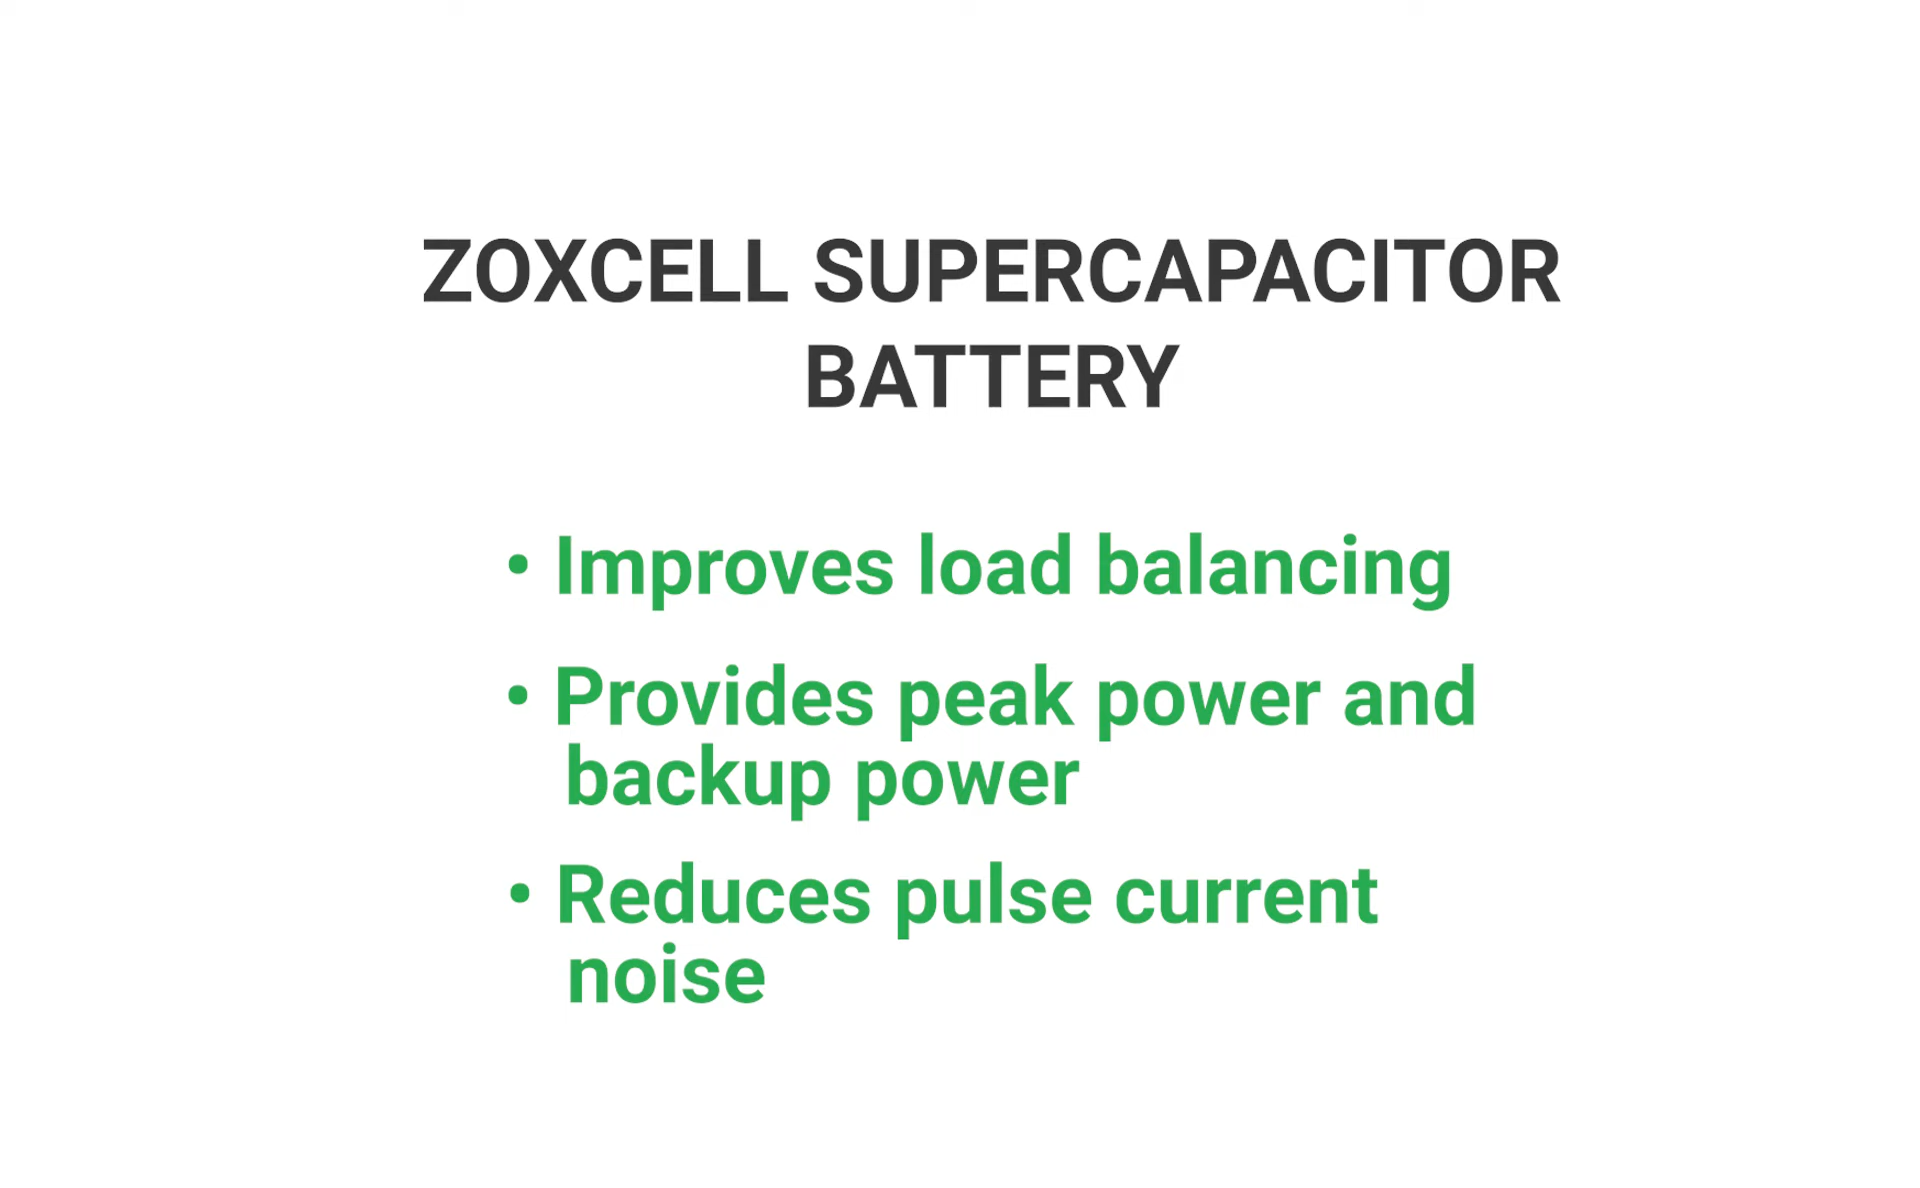 ZOXCELL SUPERCAPACITOR
BATTERY
• Improves load balancing
• Provides peak power and
backup power
• Reduces pulse current
noise